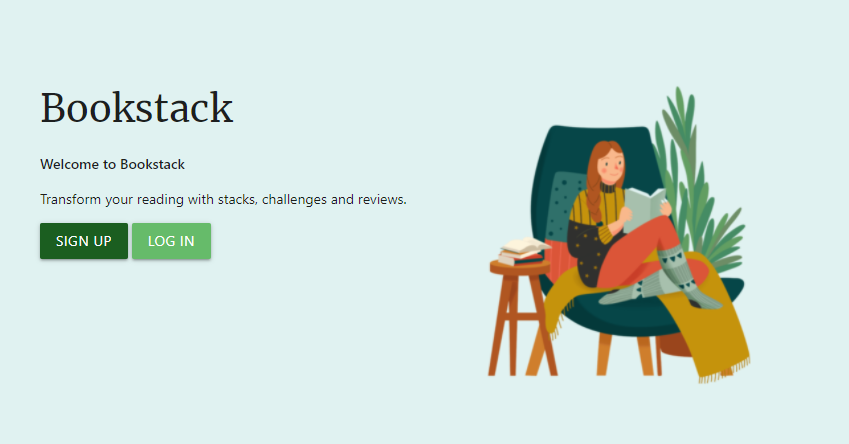 Bookstack
Welcome to Bookstack
Transform your reading with stacks, challenges and reviews.
SIGN UP LOG IN